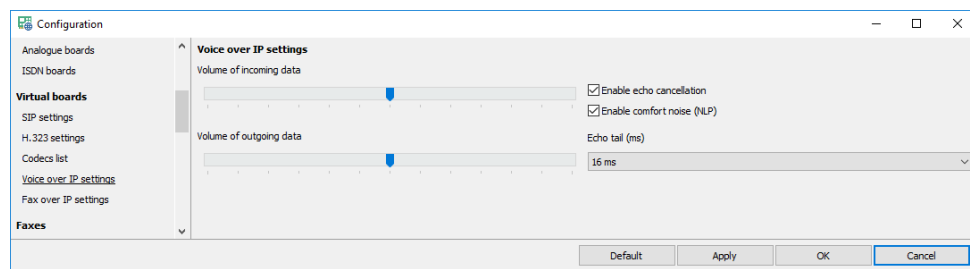 Configuration
Analogue boards
ISDN boards
Virtual boards
SIP settings
H.323 settings
Codecs list
Voice over IP settings
Fax over IP settings
Faxes
Voice over IP settings
Volume of incoming data
Enable echo cancellation
Enable comfort noise (NLP)
Volume of outgoing data
Echo tail (ms)
16 ms
Default
Apply
OK
Cancel